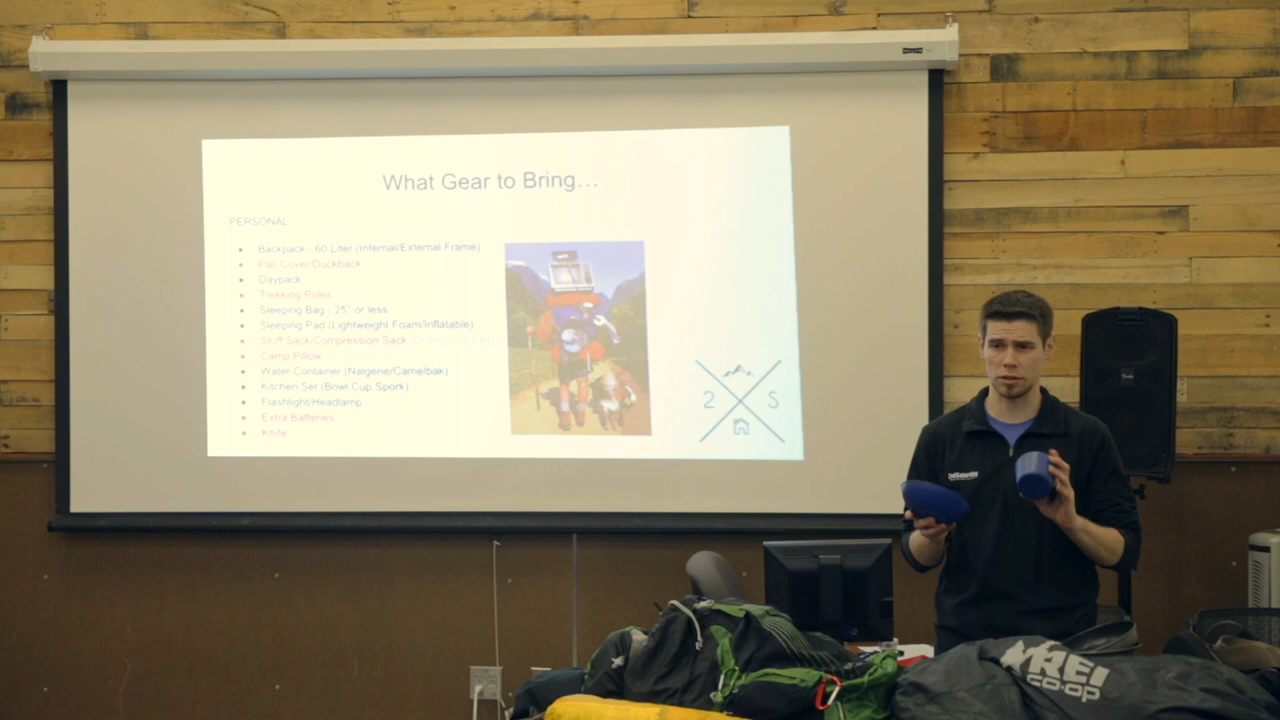 What Gear to Bring...
PERSONAL
Backpack - 60 Liter (Internal/External Frame)
Pac Cover/Duckback
Daypack
Trekking Poles
Sleeping Bag - 25° or less
Sleeping Pad (Lightweight Foam/Inflatable)
Stuff Sack/Compression Sack
Camp Pillow
Water Container (Nalgene/Camelbak)
Kitchen Set (Bowl Cup Spork)
Flashlight/Headlamp
Extra Batteries
Knife
2 S
REI
CO·OP